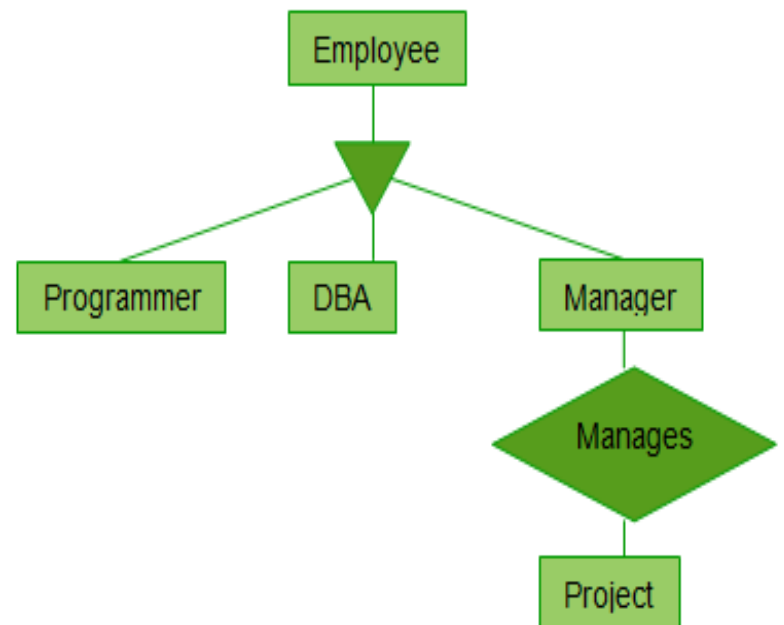 Employee
Programmer
DBA
Manager
Manages
Project